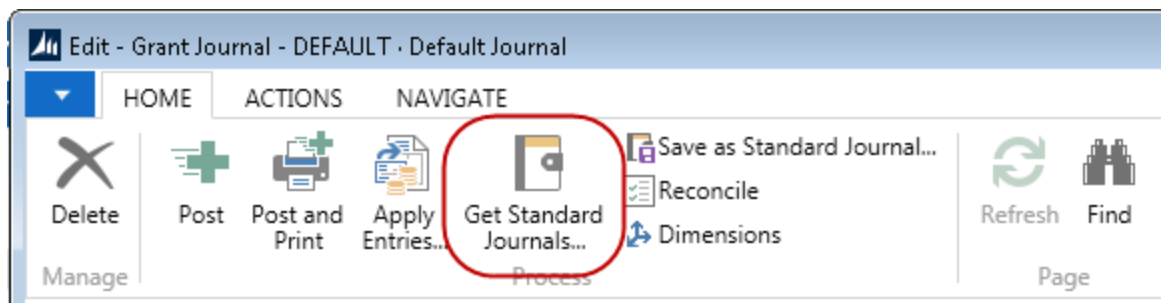 Edit - Grant Journal - DEFAULT · Default Journal
HOME ACTIONS NAVIGATE
Delete
Post
Post and
Print
Apply
Entries...
Get Standard
Journals...
Save as Standard Journal...
Reconcile
Dimensions
Refresh
Find
Manage
Process
Page